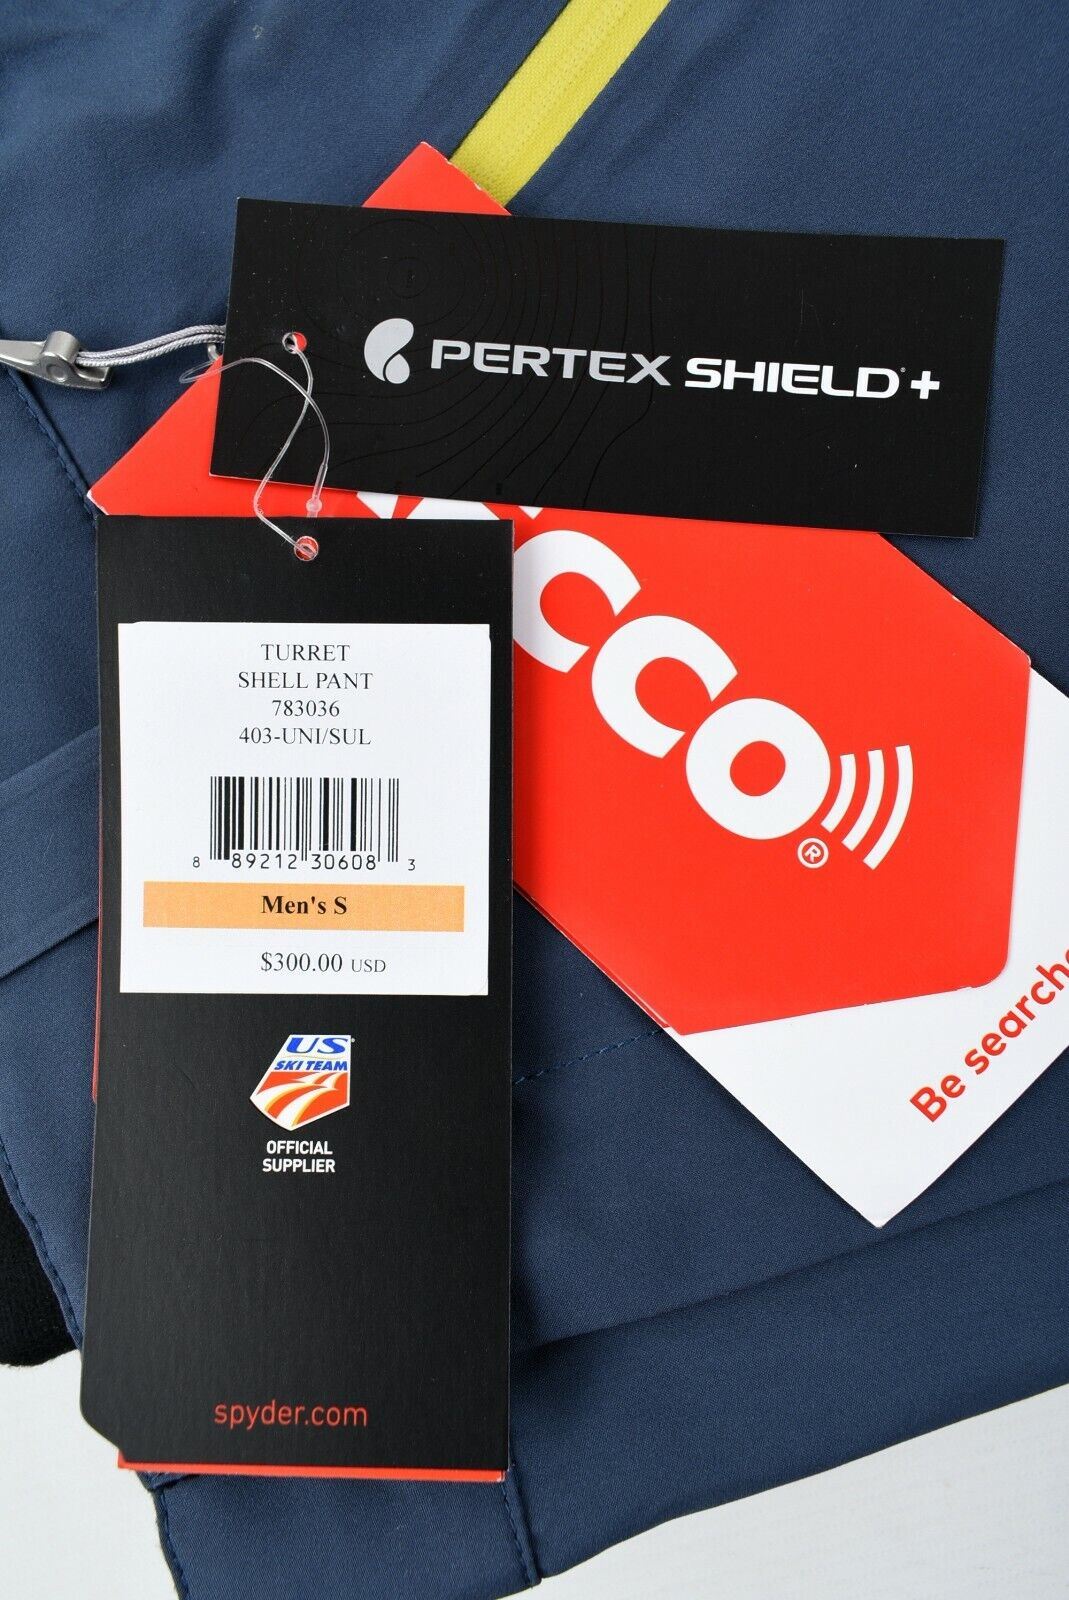 PERTEX SHIELD®+
CCO®
Be
TURRET
SHELL PANT
783036
403-UNI/SUL
8 89212 30608 3
Men's S
$300.00 USD
US
SKI TEAM
OFFICIAL
SUPPLIER
spyder.com